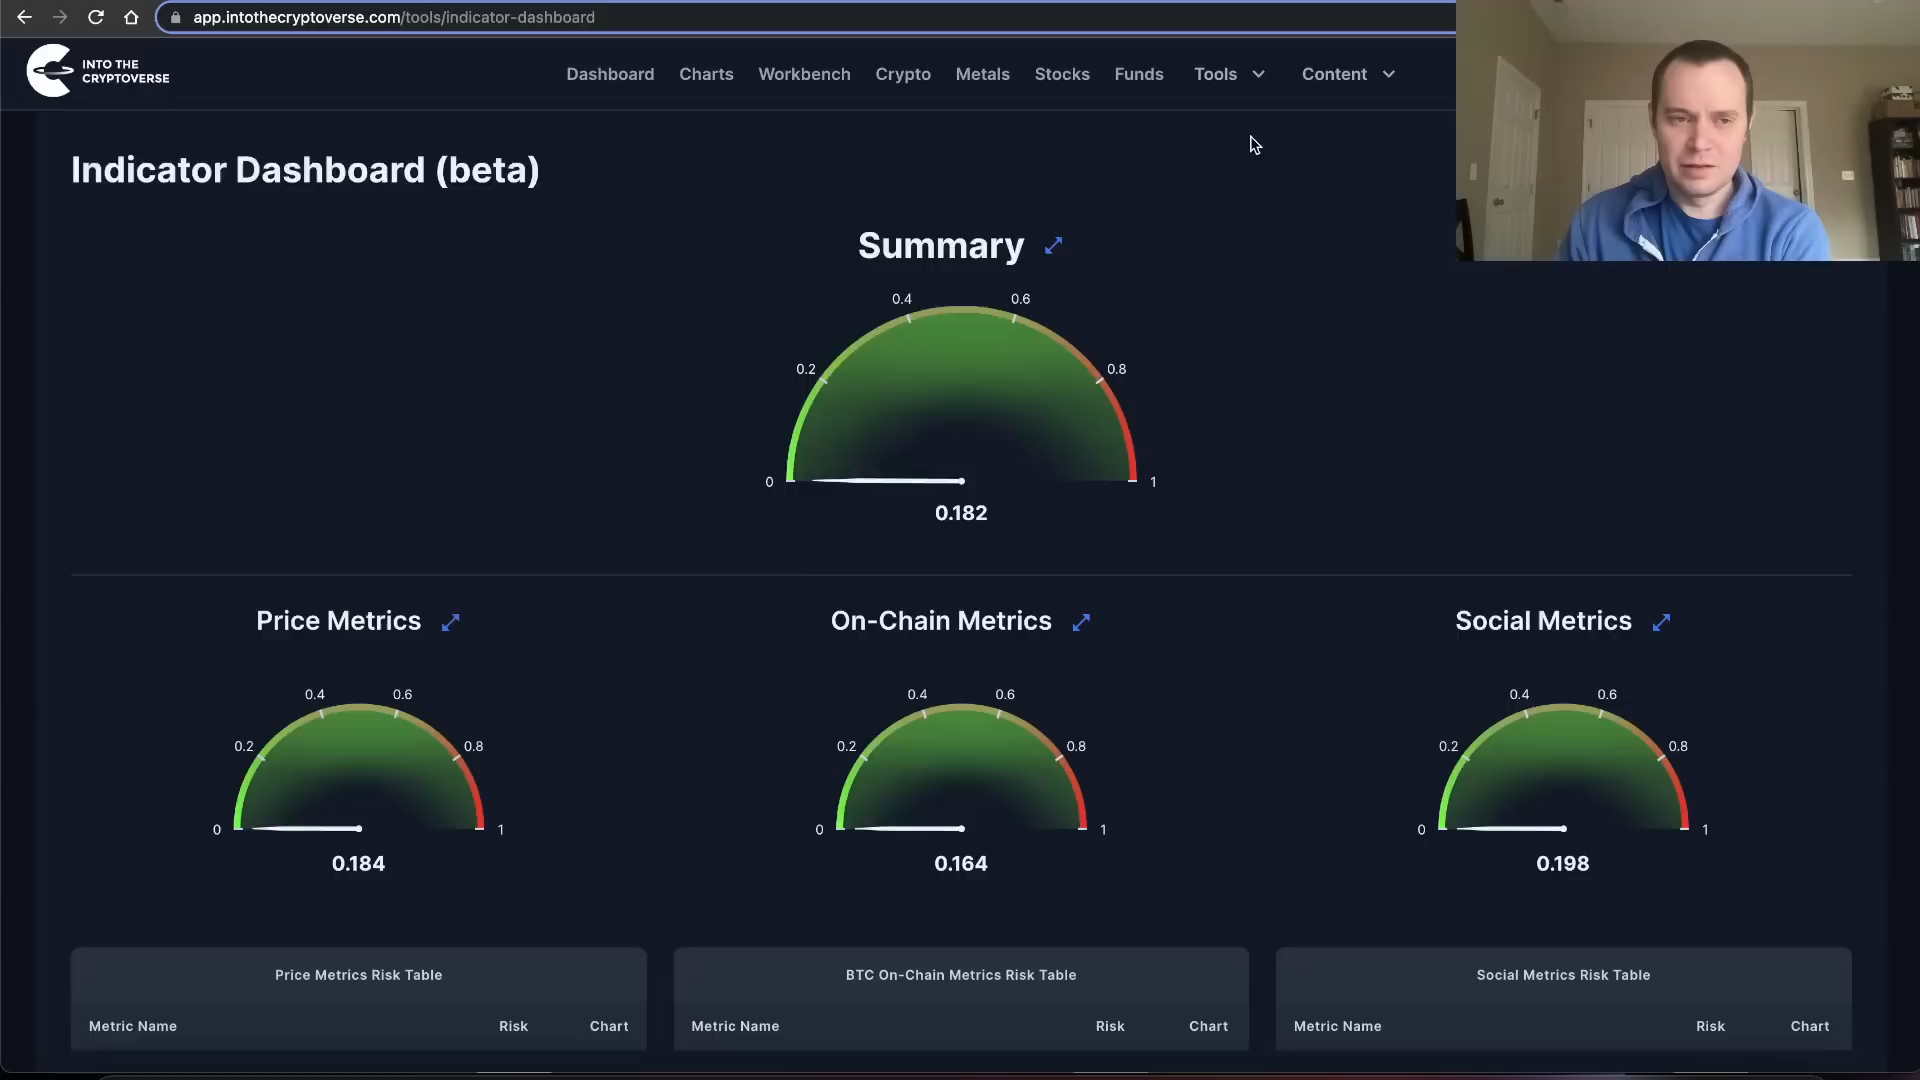 app.intothecryptoverse.com/tools/indicator-dashboard
INTO THE
CRYPTOVERSE
Dashboard Charts Workbench Crypto Metals Stocks Funds Tools Content
Indicator Dashboard (beta)
Summary
0.4 0.6
0.2 0.8
0 1
0.182
Price Metrics On-Chain Metrics Social Metrics
0.4 0.6 0.4 0.6 0.4 0.6
0.2 0.8 0.2 0.8 0.2 0.8
0 1 0 1 0 1
0.184 0.164 0.198
Price Metrics Risk Table BTC On-Chain Metrics Risk Table Social Metrics Risk Table
Metric Name Risk Chart Metric Name Risk Chart Metric Name Risk Chart